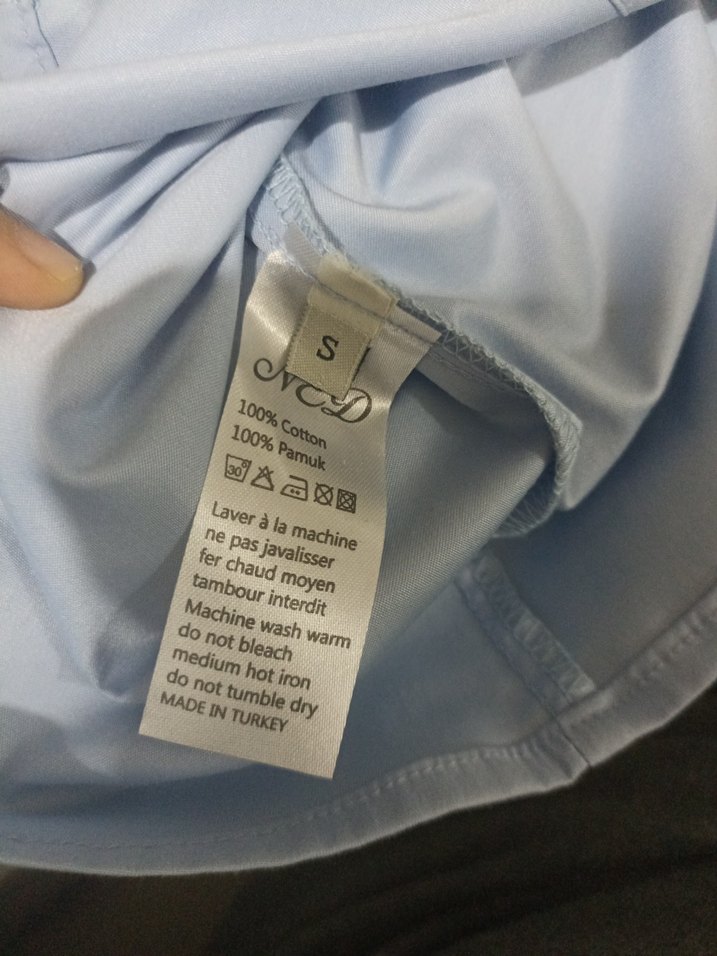 S
NCD
100% Cotton
100% Pamuk
30°
Laver à la machine
ne pas javalisser
fer chaud moyen
tambour interdit
Machine wash warm
do not bleach
medium hot iron
do not tumble dry
MADE IN TURKEY